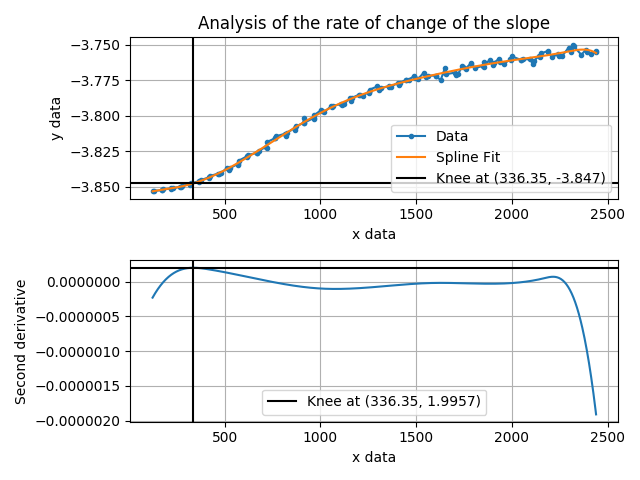 Analysis of the rate of change of the slope
−3.750
−3.775
−3.800
−3.825
−3.850
y data
Data
Spline Fit
Knee at (336.35, -3.847)
500
1000
1500
2000
2500
x data
0.0000000
−0.0000005
−0.0000010
−0.0000015
−0.0000020
Second derivative
Knee at (336.35, 1.9957)
500
1000
1500
2000
2500
x data